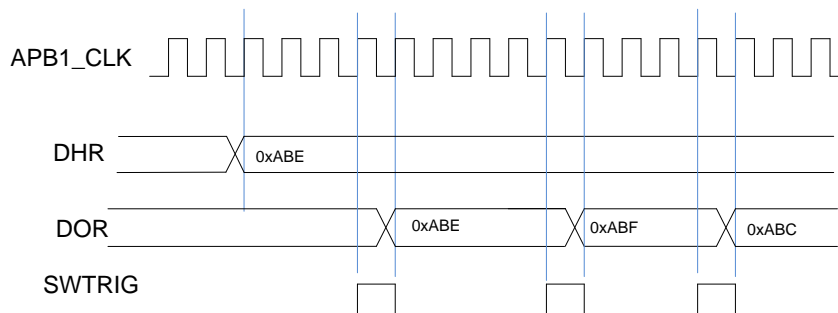 APB1_CLK
DHR
0xABE
DOR
0xABE
0xABF
0xABC
SWTRIG